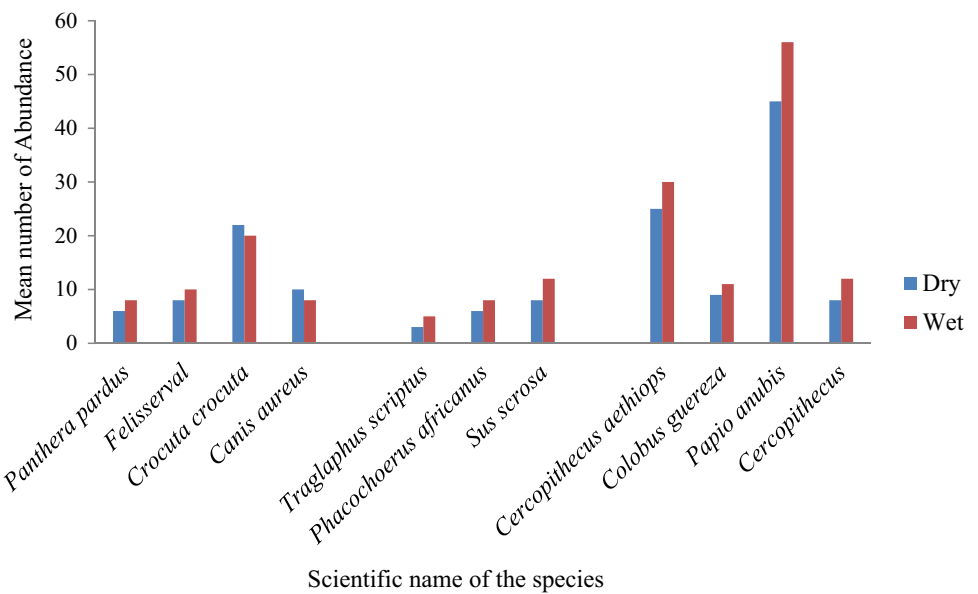 60
50
40
30
20
10
0
Mean number of Abundance
Panthera pardus
Felisserval
Crocuta crocuta
Canis aureus
Traglaphus scriptus
Phacochoerus africanus
Sus scrosa
Cercopithecus aethiops
Colobus guereza
Papio anubis
Cercopithecus
Dry
Wet
Scientific name of the species